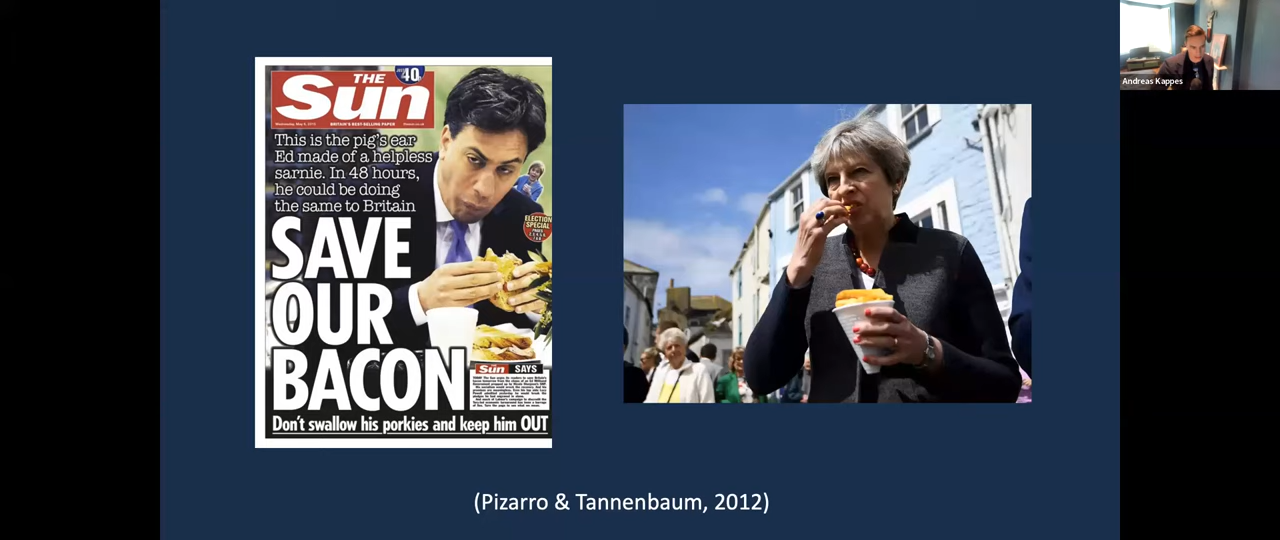 THE
Sun
40
BRITAIN'S BEST-SELLING PAPER
This is the pig's ear
Ed made of a helpless
sarnie. In 48 hours,
he could be doing
the same to Britain
SAVE
OUR
BACON
ELECTION
SPECIAL
The Sun SAYS
Don't swallow his porkies and keep him OUT
(Pizarro & Tannenbaum, 2012)
Andreas Kappes